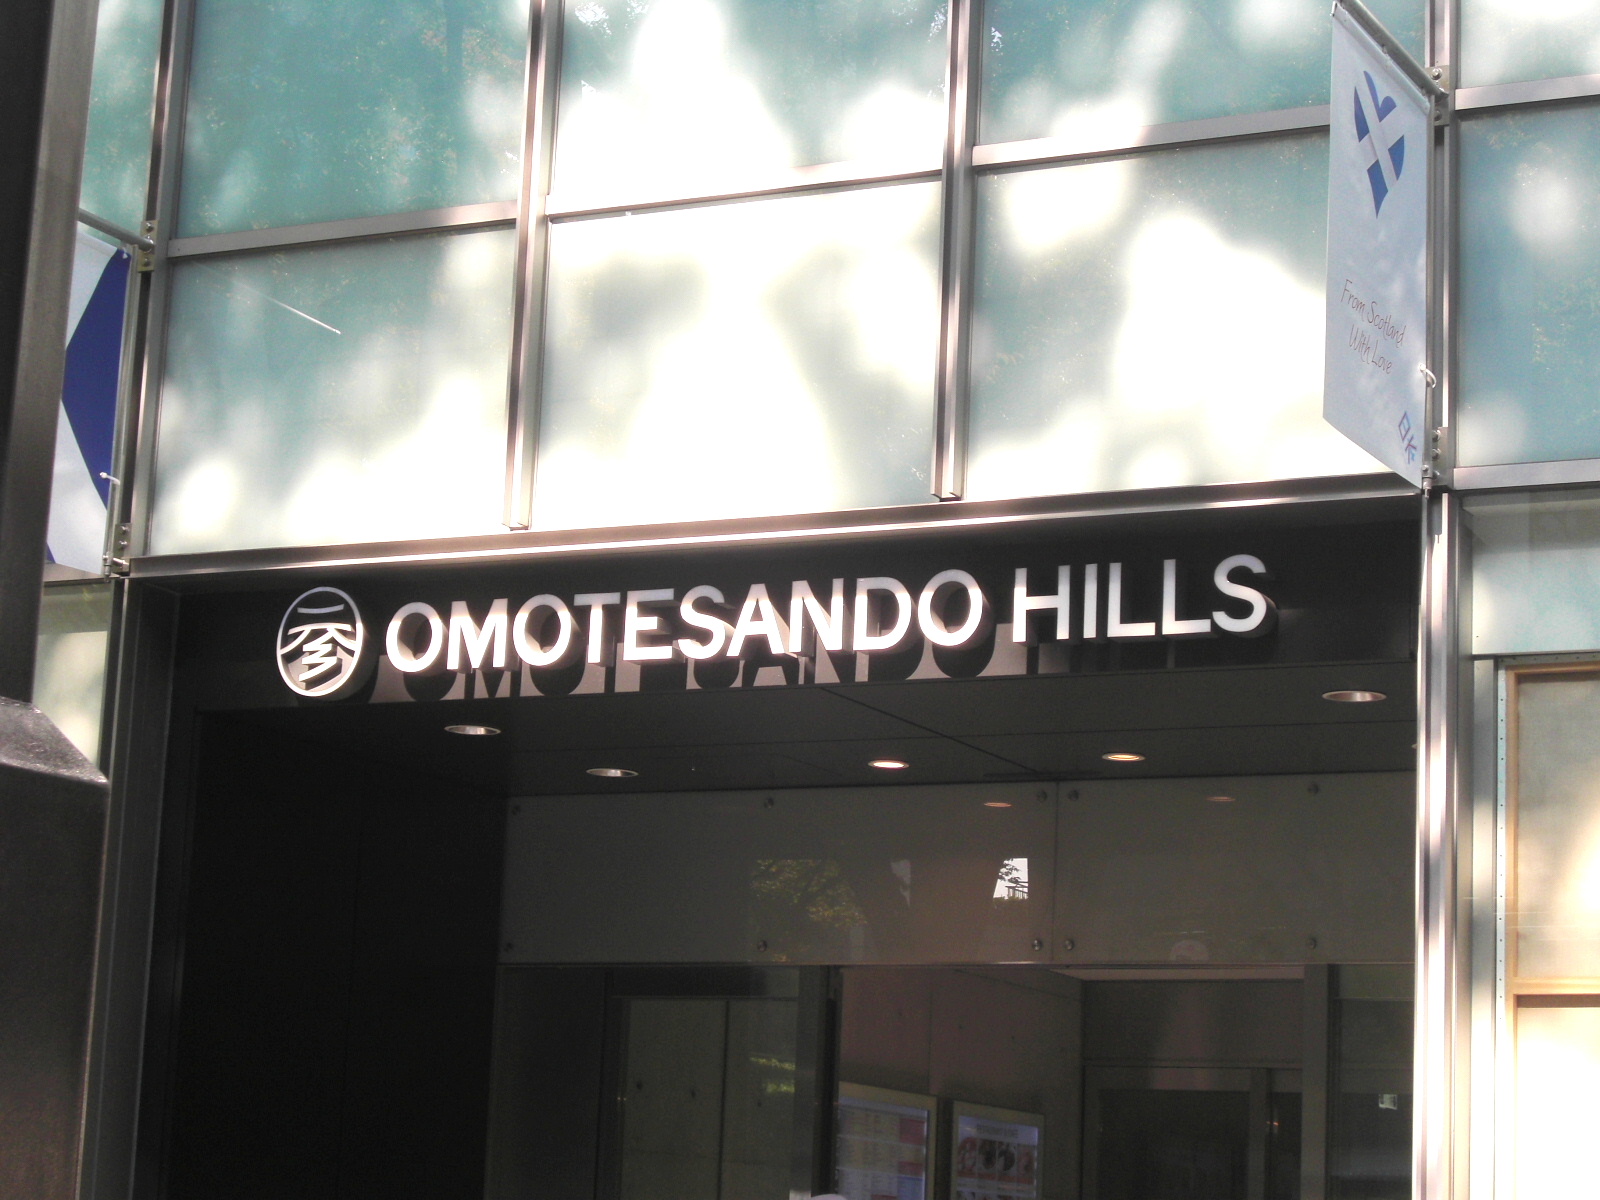 OMOTESANDO HILLS
From Scotland
With Love